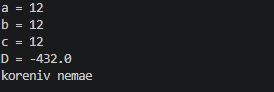 a = 12
b = 12
c = 12
D = -432.0
koreniv nemae